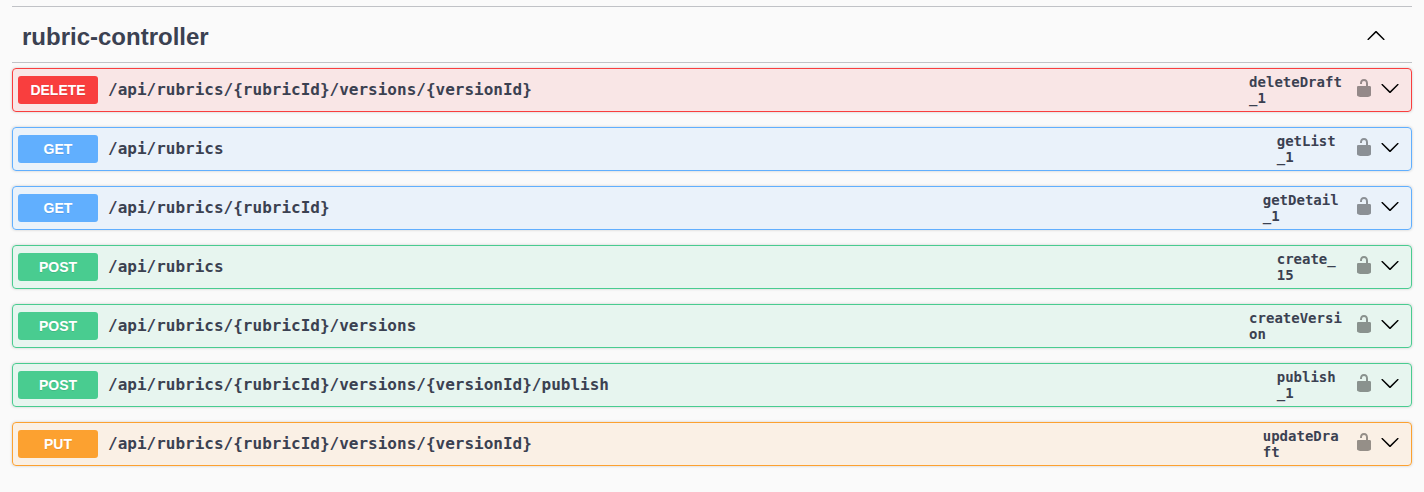 rubric-controller
DELETE /api/rubrics/{rubricId}/versions/{versionId} deleteDraft
_1
GET /api/rubrics getList
_1
GET /api/rubrics/{rubricId} getDetail
_1
POST /api/rubrics create_
15
POST /api/rubrics/{rubricId}/versions createVersi
on
POST /api/rubrics/{rubricId}/versions/{versionId}/publish publish
_1
PUT /api/rubrics/{rubricId}/versions/{versionId} updateDra
ft